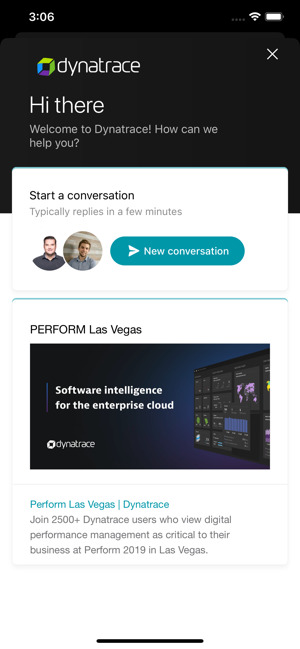 3:06
dynatrace
Hi there
Welcome to Dynatrace! How can we
help you?
Start a conversation
Typically replies in a few minutes
New conversation
PERFORM Las Vegas
Software intelligence
for the enterprise cloud
dynatrace
Perform Las Vegas | Dynatrace
Join 2500+ Dynatrace users who view digital
performance management as critical to their
business at Perform 2019 in Las Vegas.